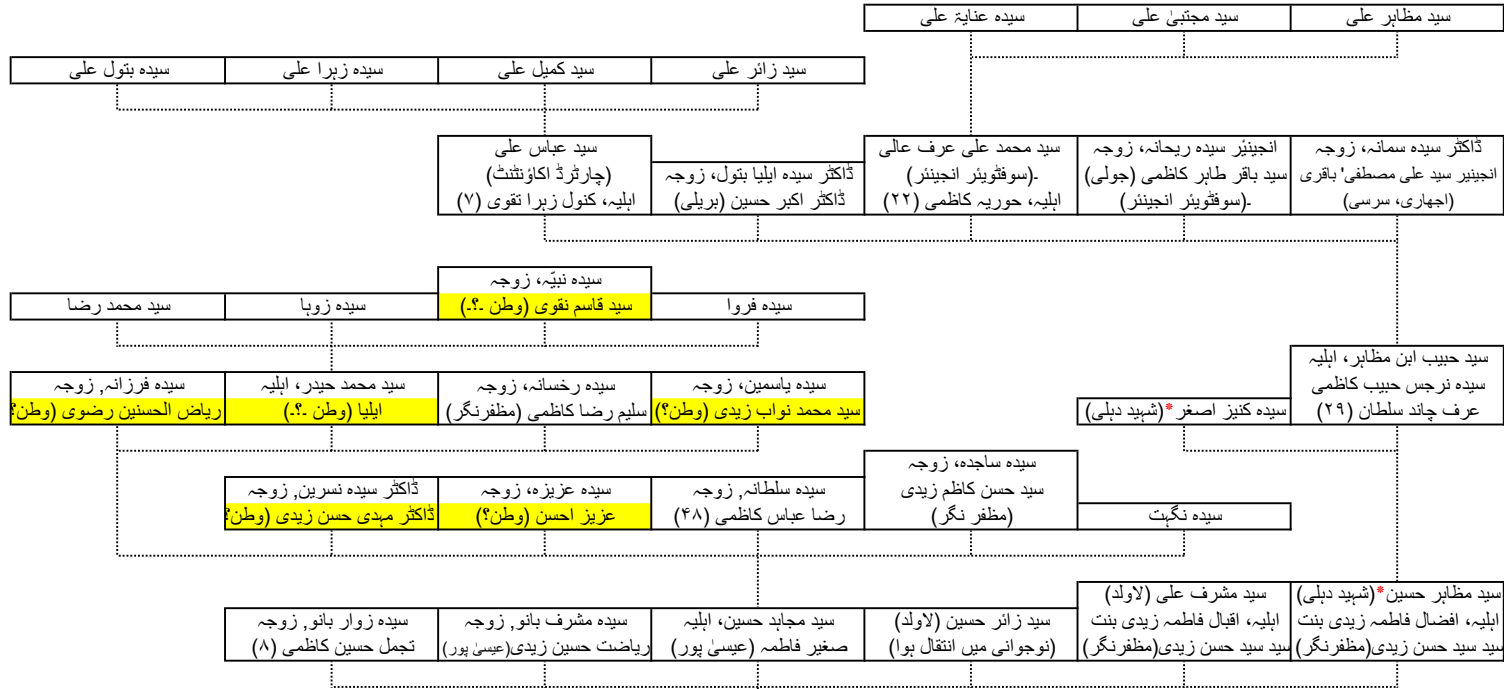 سید مظاہر علی
سید مجتبیٰ علی
سیدہ عنایۃ علی
سید زائر علی
سید کمیل علی
سیدہ زہرا علی
سیدہ بتول علی
ڈاکٹر سیدہ سمانہ، زوجہ
انجینیر سید علی مصطفی' باقری
(اجھاری، سرسی)
انجینیٔر سیدہ ریحانہ، زوجہ
سید باقر طاہر کاظمی (جولی)
۔(سوفٹویئر انجینئر)
سید محمد علی عرف عالی
۔(سوفٹویئر انجینئر)
اہلیہ، حوریہ کاظمی (۲۲)
ڈاکٹر سیدہ ایلیا بتول، زوجہ
ڈاکٹر اکبر حسین (بریلی)
سید عباس علی
(چارٹرڈ اکاؤنٹنٹ)
اہلیہ، کنول زہرا تقوی (۷)
سیدہ فروا
سیدہ نبیّہ، زوجہ
سید قاسم نقوی (وطن ۔؟۔)
سیدہ زوہا
سید محمد رضا
سید حبیب ابن مظاہر، اہلیہ
سیدہ نرجس حبیب کاظمی
عرف چاند سلطان (۲۹)
سیدہ کنیز اصغر *(شہید دہلی)
سیدہ یاسمین، زوجہ
سید محمد نواب زیدی (وطن؟)
سیدہ رخسانہ، زوجہ
سلیم رضا کاظمی (مظفرنگر)
سید محمد حیدر، اہلیہ
ایلیا (وطن ۔؟۔)
سیدہ فرزانہ, زوجہ
ریاض الحسنین رضوی (وطن؟
سیدہ نگہت
سیدہ ساجدہ، زوجہ
سید حسن کاظم زیدی
(مظفر نگر)
سیدہ سلطانہ, زوجہ
رضا عباس کاظمی (۴۸)
سیدہ عزیزہ، زوجہ
عزیز احسن (وطن؟)
ڈاکٹر سیدہ نسرین, زوجہ
ڈاکٹر مہدی حسن زیدی (وطن؟
سید مظاہر حسین *(شہید دہلی)
اہلیہ، افضال فاطمہ زیدی بنت
سید سید حسن زیدی(مظفرنگر)
سید مشرف علی (لاولد)
اہلیہ، اقبال فاطمہ زیدی بنت
سید سید حسن زیدی(مظفرنگر)
سید زائر حسین (لاولد)
(نوجوانی میں انتقال ہوا)
سید مجاہد حسین، اہلیہ
صغیر فاطمہ (عیسیٰ پور)
سیدہ مشرف بانو, زوجہ
ریاضت حسین زیدی(عیسیٰ پور)
سیدہ زوار بانو, زوجہ
تجمل حسین کاظمی (۸)